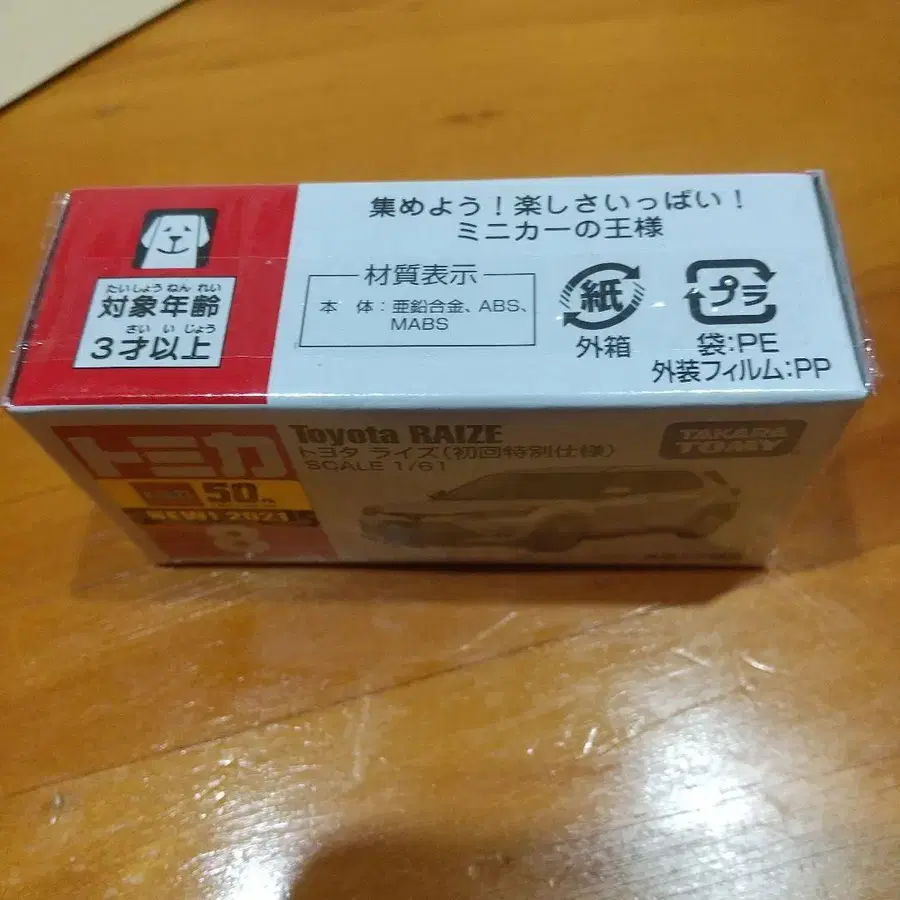 集めよう！楽しさいっぱい！
ミニカーの王様
たいしょうねんれい
対象年齢
さいいじょう
3才以上
材質表示
本 体：亜鉛合金、ABS、
MABS
紙
外箱
プラ
袋:PE
外装フィルム:PP
トミカ
50
NEW! 2021
8
Toyota RAIZE
トヨタ ライズ(初回特別仕様)
SCALE 1/61
TAKARA
TOMY